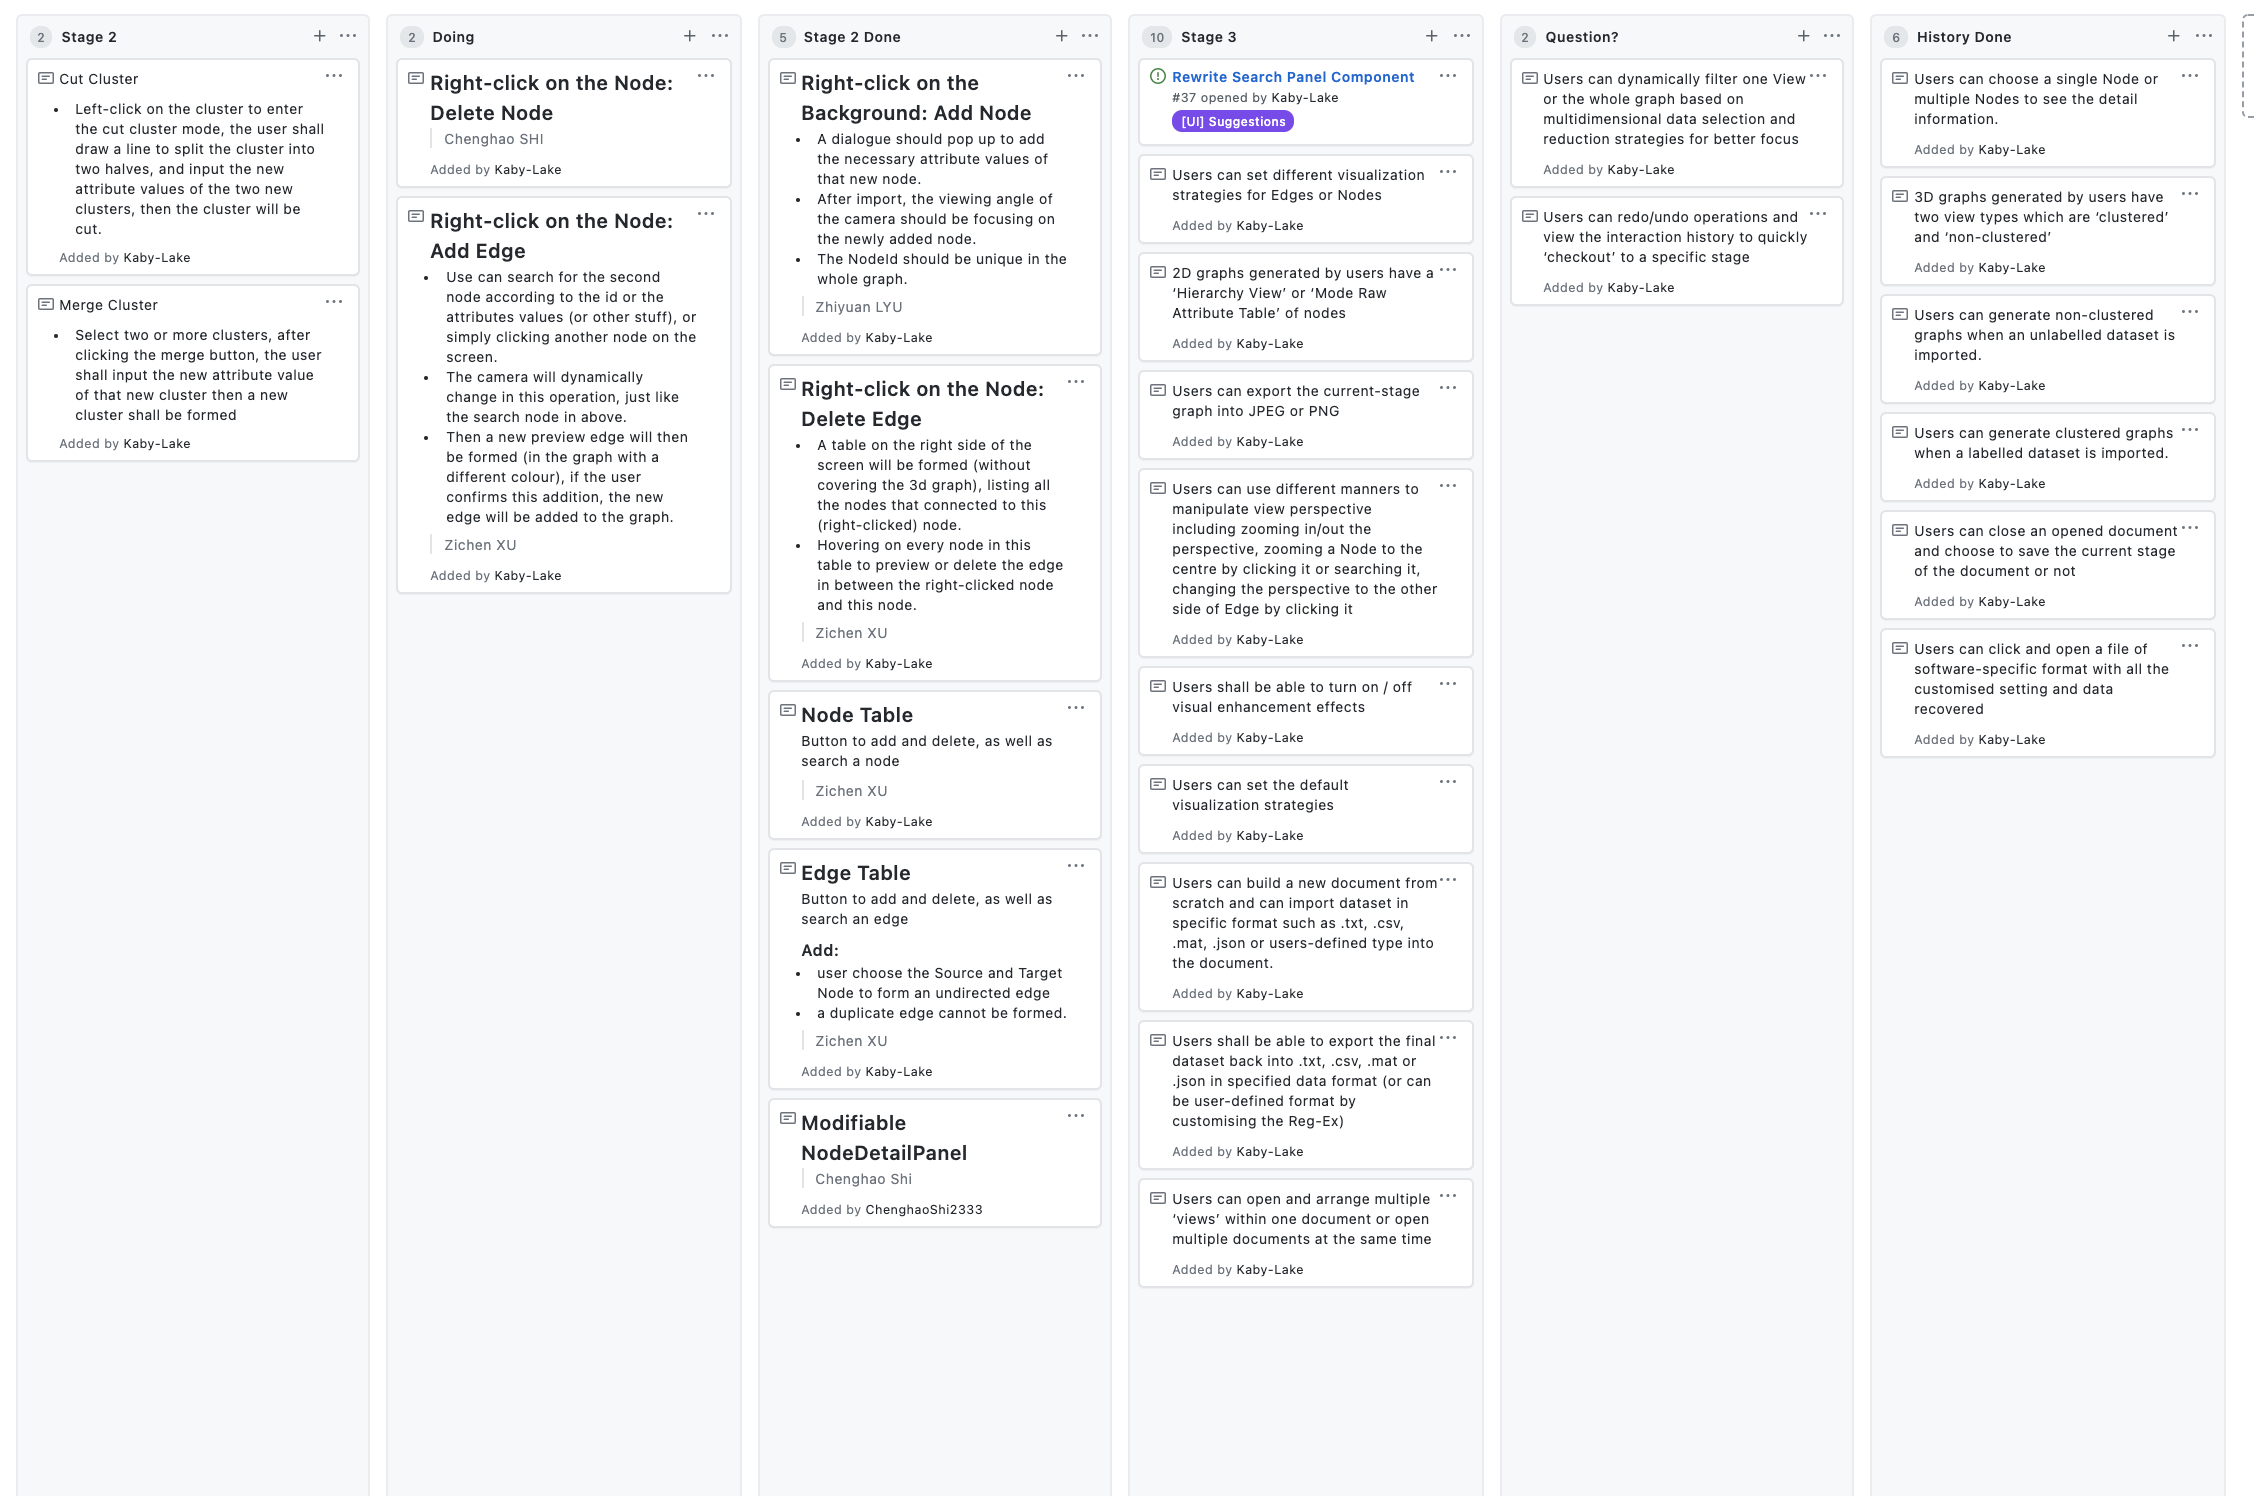 2 Stage 2
Cut Cluster
Left-click on the cluster to enter
the cut cluster mode, the user shall
draw a line to split the cluster into
two halves, and input the new
attribute values of the two new
clusters, then the cluster will be
cut.
Added by Kaby-Lake
Merge Cluster
Select two or more clusters, after
clicking the merge button, the user
shall input the new attribute value
of that new cluster then a new
cluster shall be formed
Added by Kaby-Lake
2 Doing
Right-click on the Node:
Delete Node
Chenghao SHI
Added by Kaby-Lake
Right-click on the Node:
Add Edge
Use can search for the second
node according to the id or the
attributes values (or other stuff), or
simply clicking another node on the
screen.
The camera will dynamically
change in this operation, just like
the search node in above.
Then a new preview edge will then
be formed (in the graph with a
different colour), if the user
confirms this addition, the new
edge will be added to the graph.
Zichen XU
Added by Kaby-Lake
5 Stage 2 Done
Right-click on the
Background: Add Node
A dialogue should pop up to add
the necessary attribute values of
that new node.
After import, the viewing angle of
the camera should be focusing on
the newly added node.
The NodeId should be unique in the
whole graph.
Zhiyuan LYU
Added by Kaby-Lake
Right-click on the Node:
Delete Edge
A table on the right side of the
screen will be formed (without
covering the 3d graph), listing all
the nodes that connected to this
(right-clicked) node.
Hovering on every node in this
table to preview or delete the edge
in between the right-clicked node
and this node.
Zichen XU
Added by Kaby-Lake
Node Table
Button to add and delete, as well as
search a node
Zichen XU
Added by Kaby-Lake
Edge Table
Button to add and delete, as well as
search an edge
Add:
user choose the Source and Target
Node to form an undirected edge
a duplicate edge cannot be formed.
Zichen XU
Added by Kaby-Lake
Modifiable
NodeDetailPanel
Chenghao Shi
Added by ChenghaoShi2333
10 Stage 3
Rewrite Search Panel Component
#37 opened by Kaby-Lake
[UI] Suggestions
Users can set different visualization
strategies for Edges or Nodes
Added by Kaby-Lake
2D graphs generated by users have a
‘Hierarchy View’ or ‘Mode Raw
Attribute Table’ of nodes
Added by Kaby-Lake
Users can export the current-stage
graph into JPEG or PNG
Added by Kaby-Lake
Users can use different manners to
manipulate view perspective
including zooming in/out the
perspective, zooming a Node to the
centre by clicking it or searching it,
changing the perspective to the other
side of Edge by clicking it
Added by Kaby-Lake
Users shall be able to turn on / off
visual enhancement effects
Added by Kaby-Lake
Users can set the default
visualization strategies
Added by Kaby-Lake
Users can build a new document from
scratch and can import dataset in
specific format such as .txt, .csv,
.mat, .json or users-defined type into
the document.
Added by Kaby-Lake
Users shall be able to export the final
dataset back into .txt, .csv, .mat or
.json in specified data format (or can
be user-defined format by
customising the Reg-Ex)
Added by Kaby-Lake
Users can open and arrange multiple
‘views’ within one document or open
multiple documents at the same time
Added by Kaby-Lake
2 Question?
Users can dynamically filter one View
or the whole graph based on
multidimensional data selection and
reduction strategies for better focus
Added by Kaby-Lake
Users can redo/undo operations and
view the interaction history to quickly
‘checkout’ to a specific stage
Added by Kaby-Lake
6 History Done
Users can choose a single Node or
multiple Nodes to see the detail
information.
Added by Kaby-Lake
3D graphs generated by users have
two view types which are ‘clustered’
and ‘non-clustered’
Added by Kaby-Lake
Users can generate non-clustered
graphs when an unlabelled dataset is
imported.
Added by Kaby-Lake
Users can generate clustered graphs
when a labelled dataset is imported.
Added by Kaby-Lake
Users can close an opened document
and choose to save the current stage
of the document or not
Added by Kaby-Lake
Users can click and open a file of
software-specific format with all the
customised setting and data
recovered
Added by Kaby-Lake